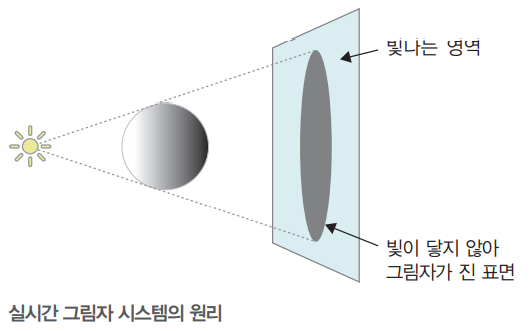 빛나는 영역
빛이 닿지 않아
그림자가 진 표면
실시간 그림자 시스템의 원리